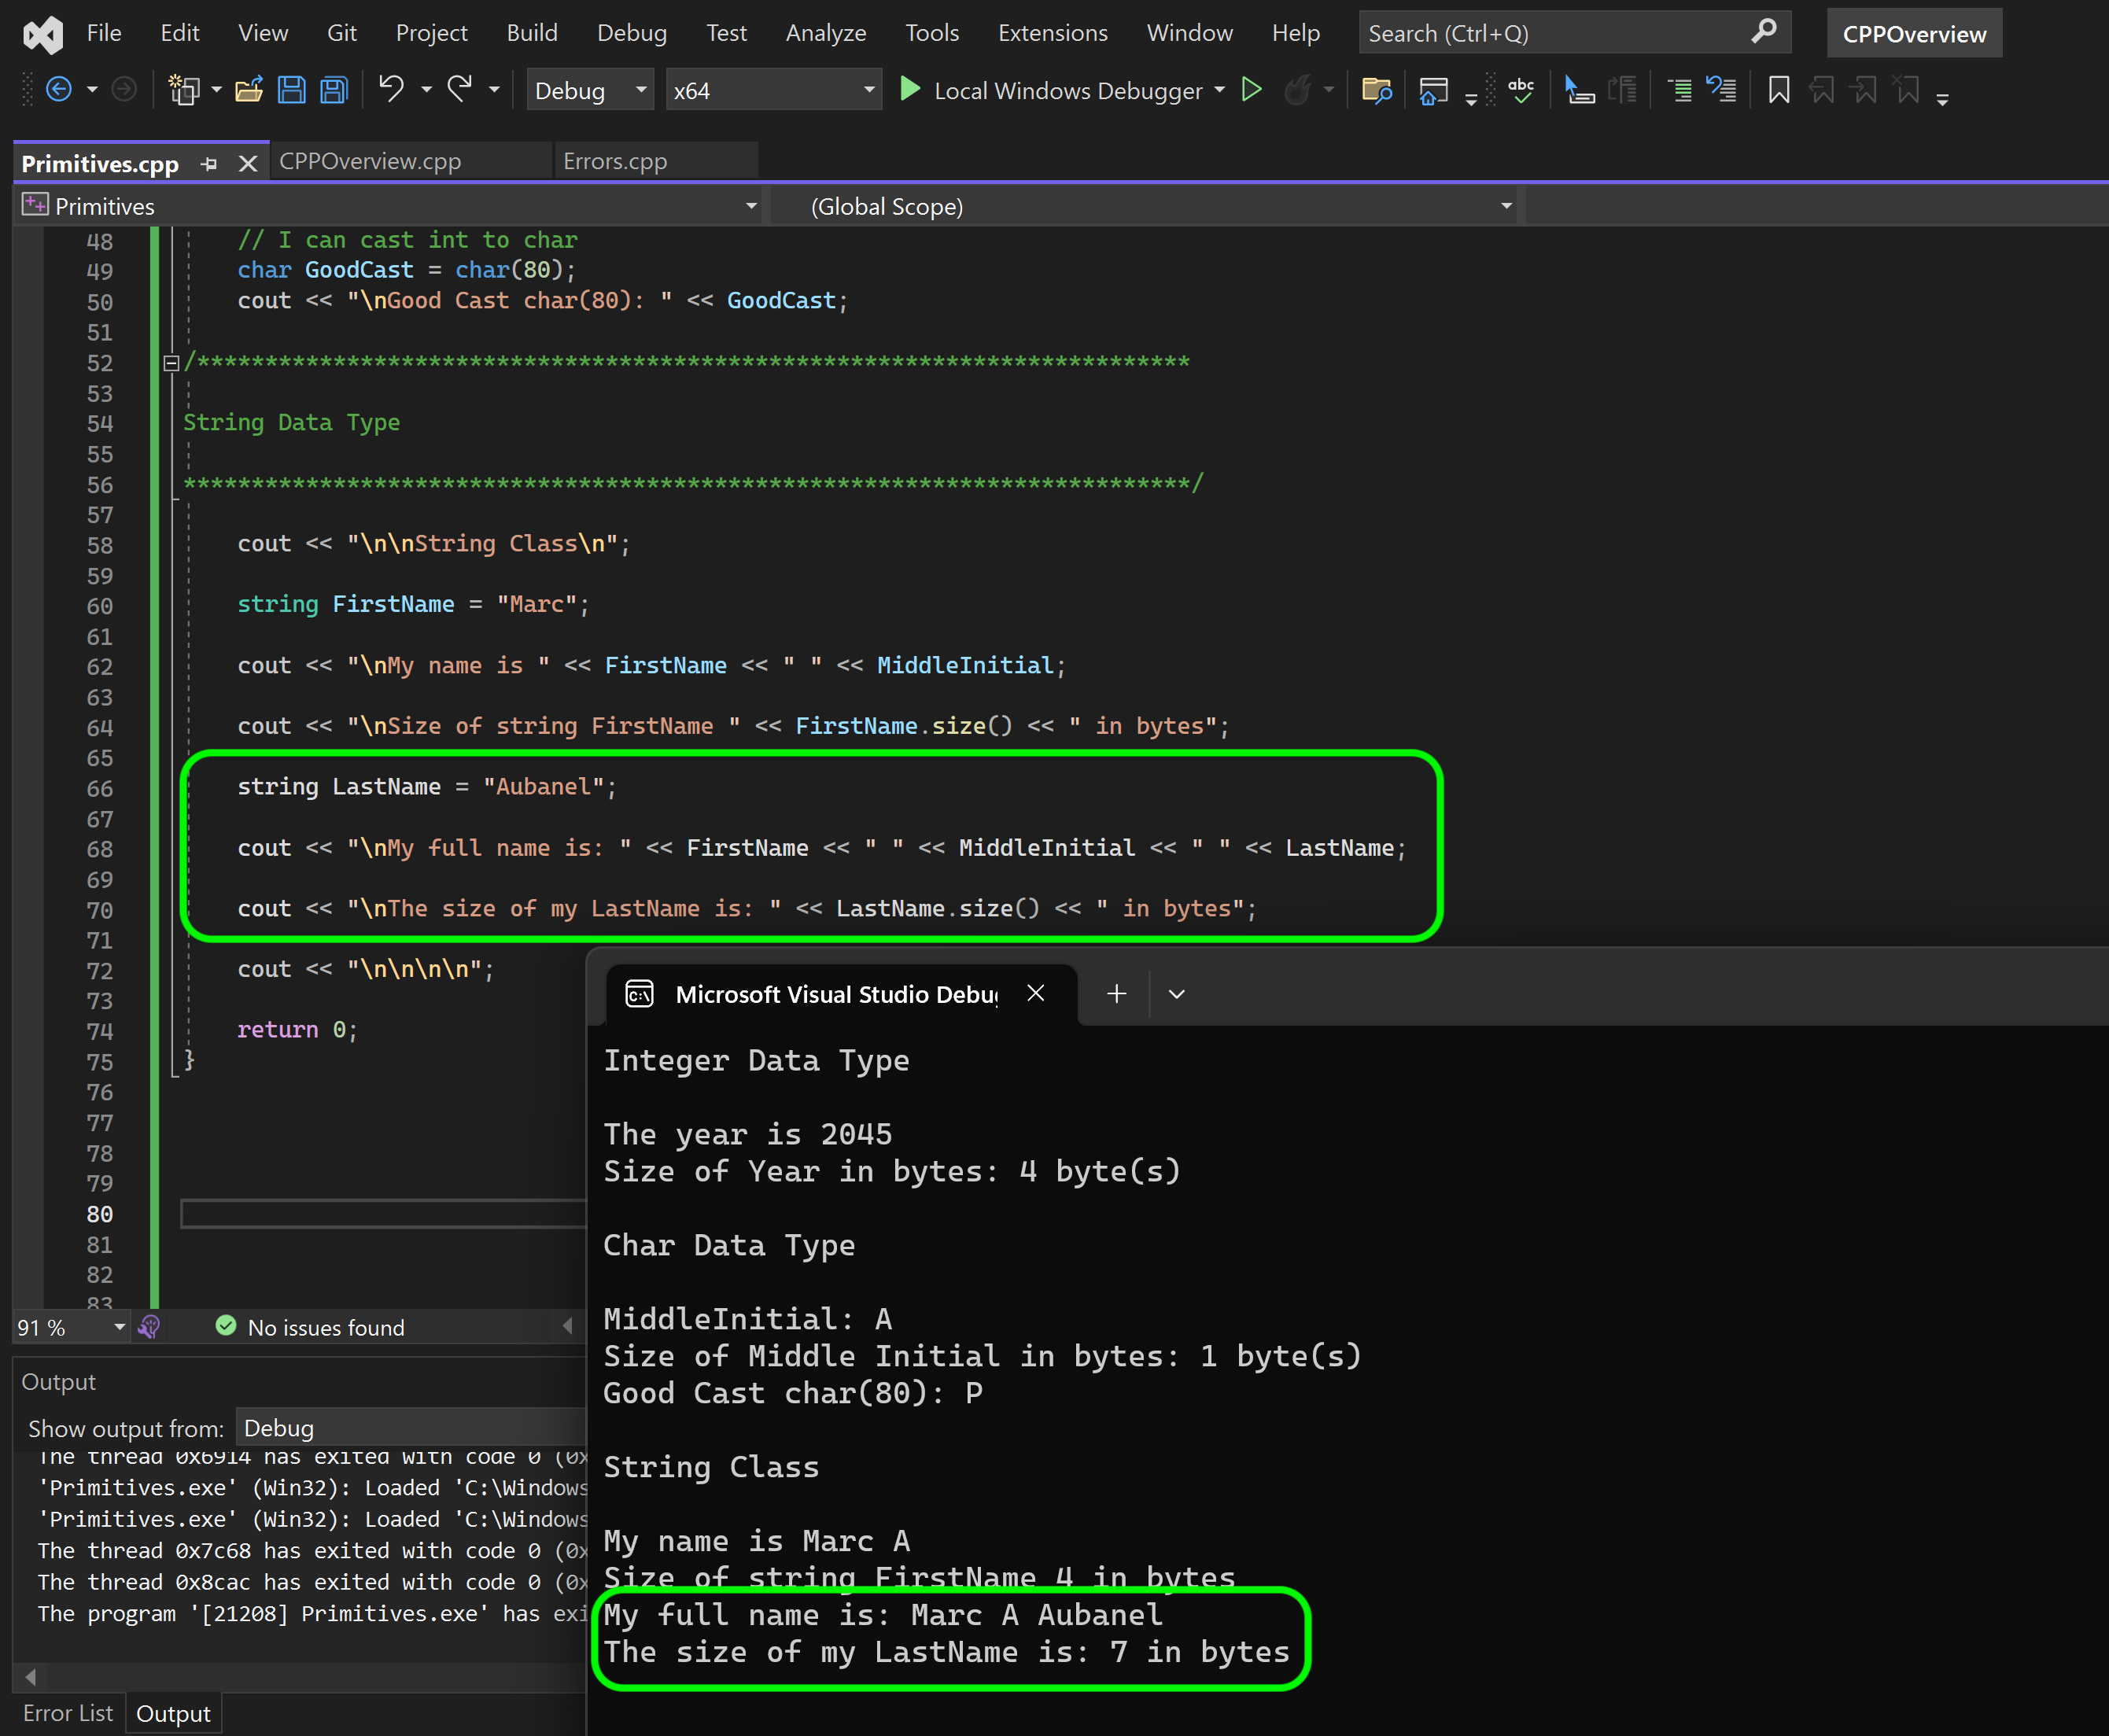 File Edit View Git Project Build Debug Test Analyze Tools Extensions Window Help Search (Ctrl+Q) CPPOverview
Debug x64 Local Windows Debugger abc
Primitives.cpp CPPOverview.cpp Errors.cpp
Primitives (Global Scope)
48 // I can cast int to char
49 char GoodCast = char(80);
50 cout << "\nGood Cast char(80): " << GoodCast;
51
52 /*************************************************************************
53
54 String Data Type
55
56 **************************************************************************/
57
58 cout << "\n\nString Class\n";
59
60 string FirstName = "Marc";
61
62 cout << "\nMy name is " << FirstName << " " << MiddleInitial;
63
64 cout << "\nSize of string FirstName " << FirstName.size() << " in bytes";
65
66 string LastName = "Aubanel";
67
68 cout << "\nMy full name is: " << FirstName << " " << MiddleInitial << " " << LastName;
69
70 cout << "\nThe size of my LastName is: " << LastName.size() << " in bytes";
71
72 cout << "\n\n\n\n";
73
74 return 0;
75 }
76
77
78
79
80
81
82
83
91 % No issues found
Output
Show output from: Debug
The thread 0x6914 has exited with code 0 (0x
'Primitives.exe' (Win32): Loaded 'C:\Windows
'Primitives.exe' (Win32): Loaded 'C:\Windows
The thread 0x7c68 has exited with code 0 (0x
The thread 0x8cac has exited with code 0 (0x
The program '[21208] Primitives.exe' has exi
Error List Output
Microsoft Visual Studio Debu
Integer Data Type
The year is 2045
Size of Year in bytes: 4 byte(s)
Char Data Type
MiddleInitial: A
Size of Middle Initial in bytes: 1 byte(s)
Good Cast char(80): P
String Class
My name is Marc A
Size of string FirstName 4 in bytes
My full name is: Marc A Aubanel
The size of my LastName is: 7 in bytes